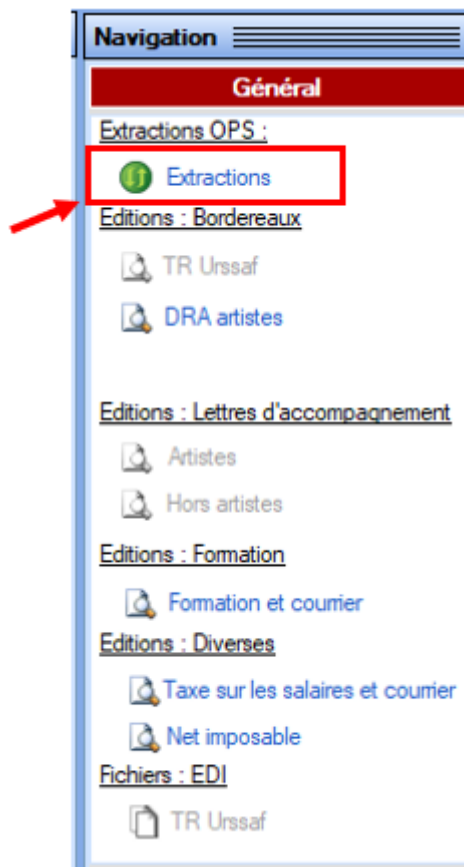 Navigation
Général
Extractions OPS :
Extractions
Editions : Bordereaux
TR Urssaf
DRA artistes
Editions : Lettres d'accompagnement
Artistes
Hors artistes
Editions : Formation
Formation et courrier
Editions : Diverses
Taxe sur les salaires et courrier
Net imposable
Fichiers : EDI
TR Urssaf